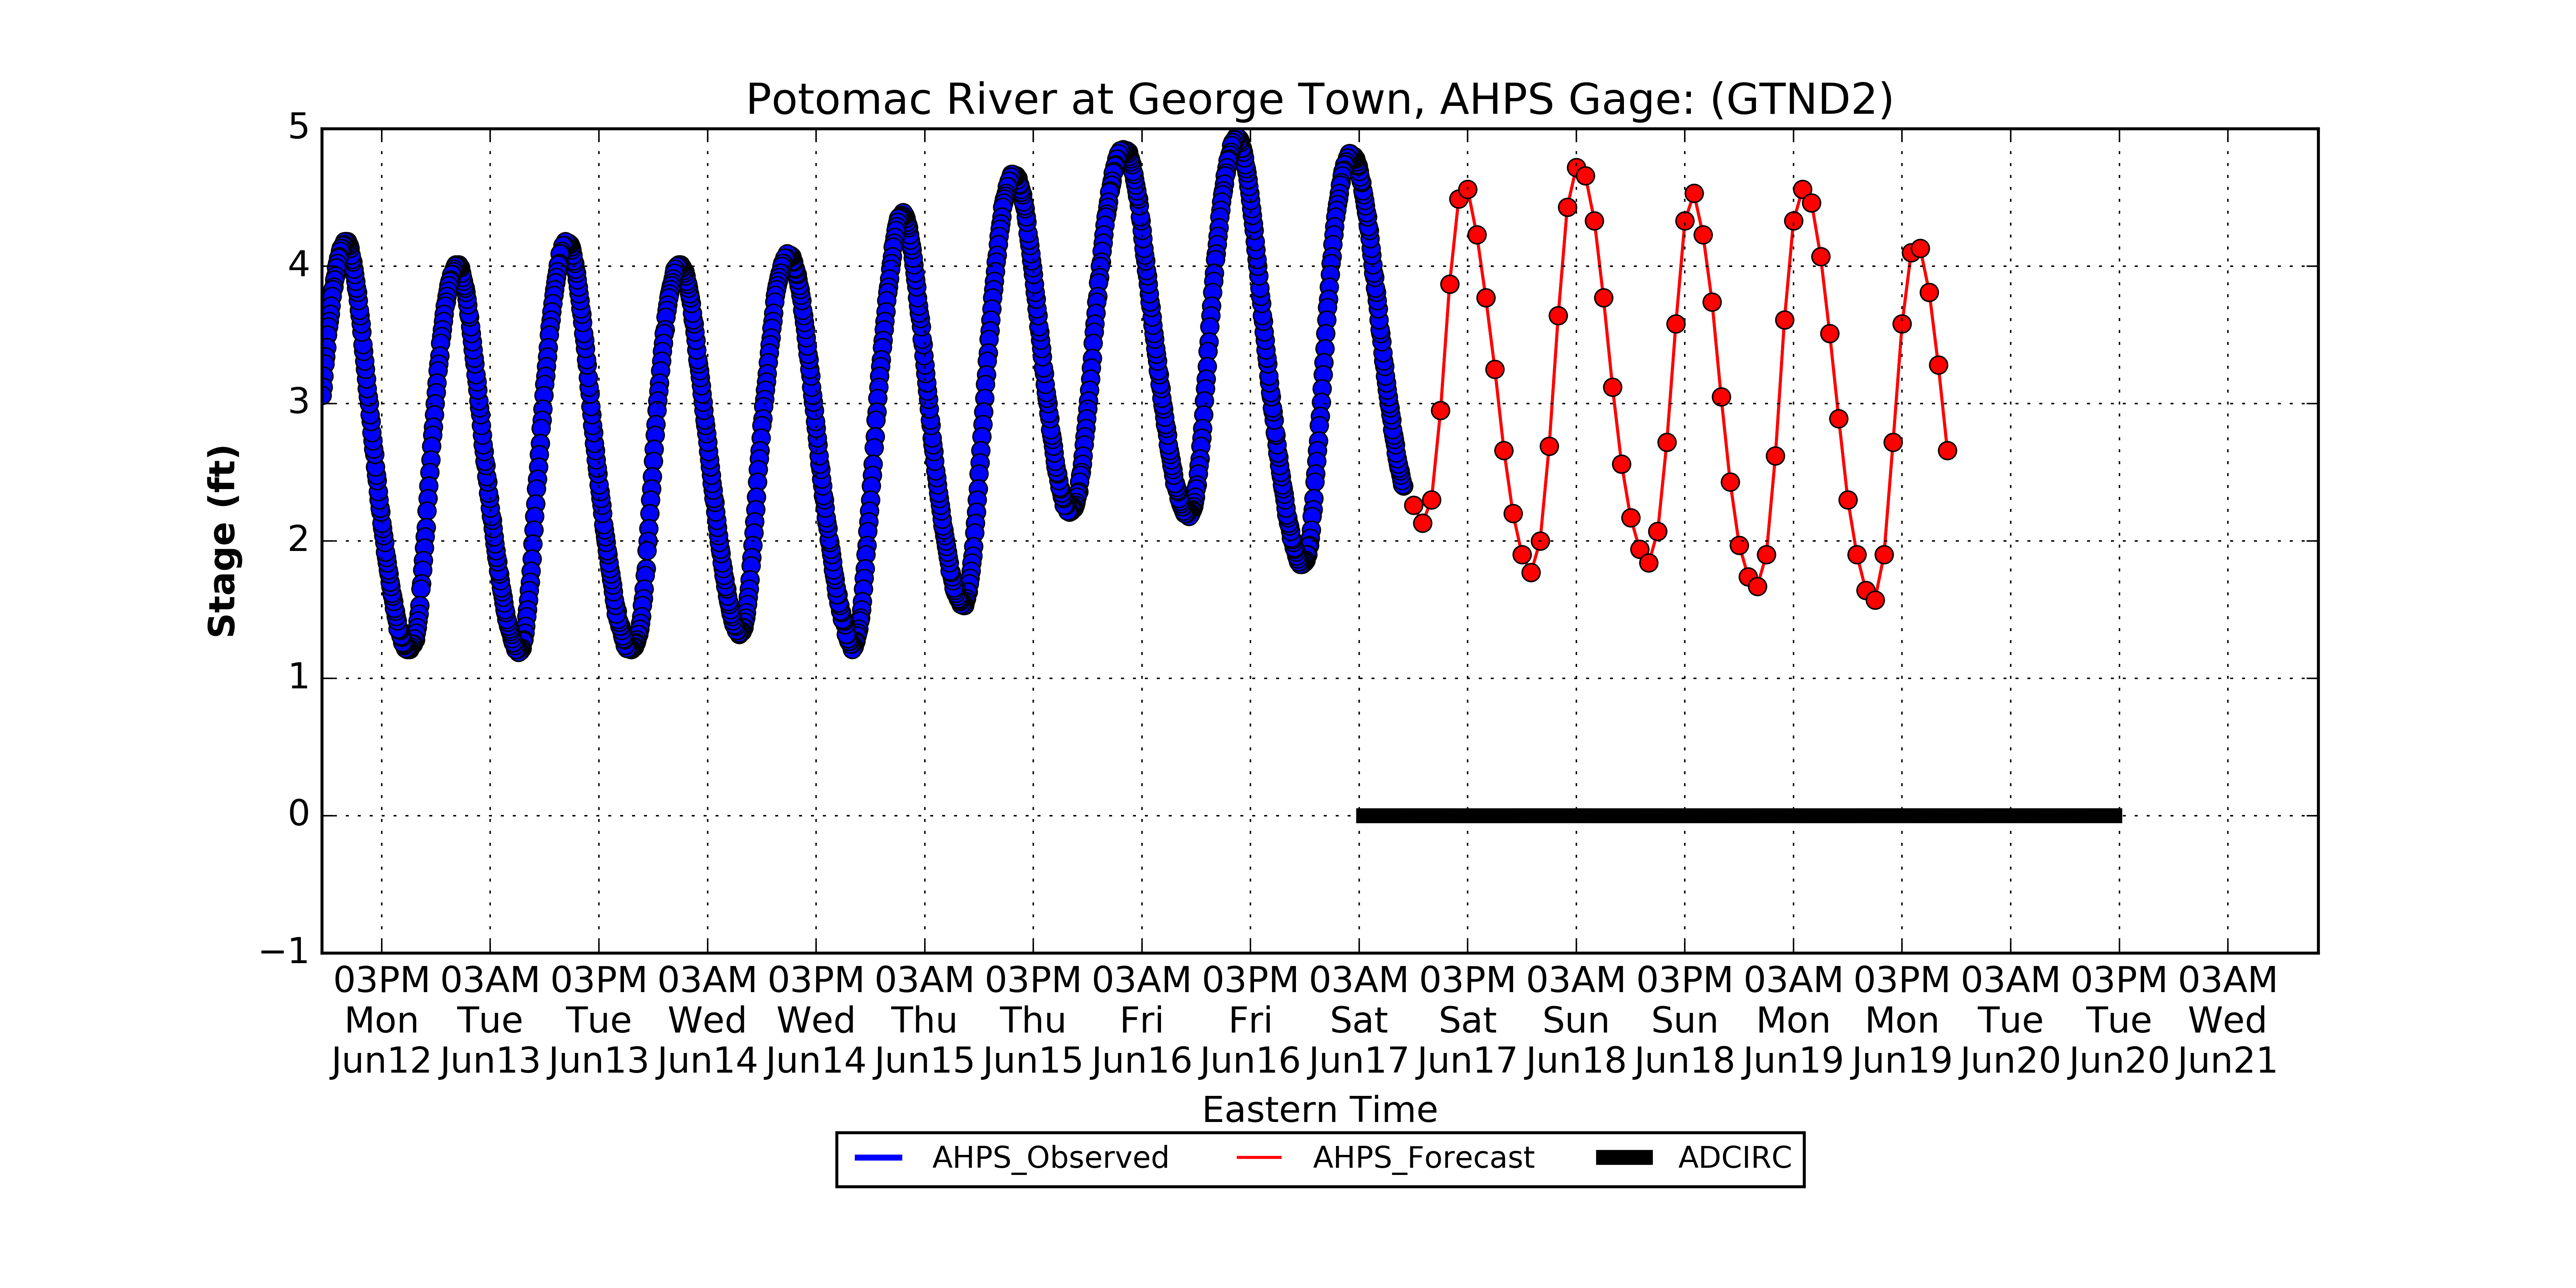 Potomac River at George Town, AHPS Gage: (GTND2)
5
4
3
2
1
0
−1
Stage (ft)
03PM 03AM 03PM 03AM 03PM 03AM 03PM 03AM 03PM 03AM 03PM 03AM 03PM 03AM 03PM 03AM 03PM 03AM
Mon Tue Tue Wed Wed Thu Thu Fri Fri Sat Sat Sun Sun Mon Mon Tue Tue Wed
Jun12 Jun13 Jun13 Jun14 Jun14 Jun15 Jun15 Jun16 Jun16 Jun17 Jun17 Jun18 Jun18 Jun19 Jun19 Jun20 Jun20 Jun21
Eastern Time
AHPS_Observed AHPS_Forecast ADCIRC